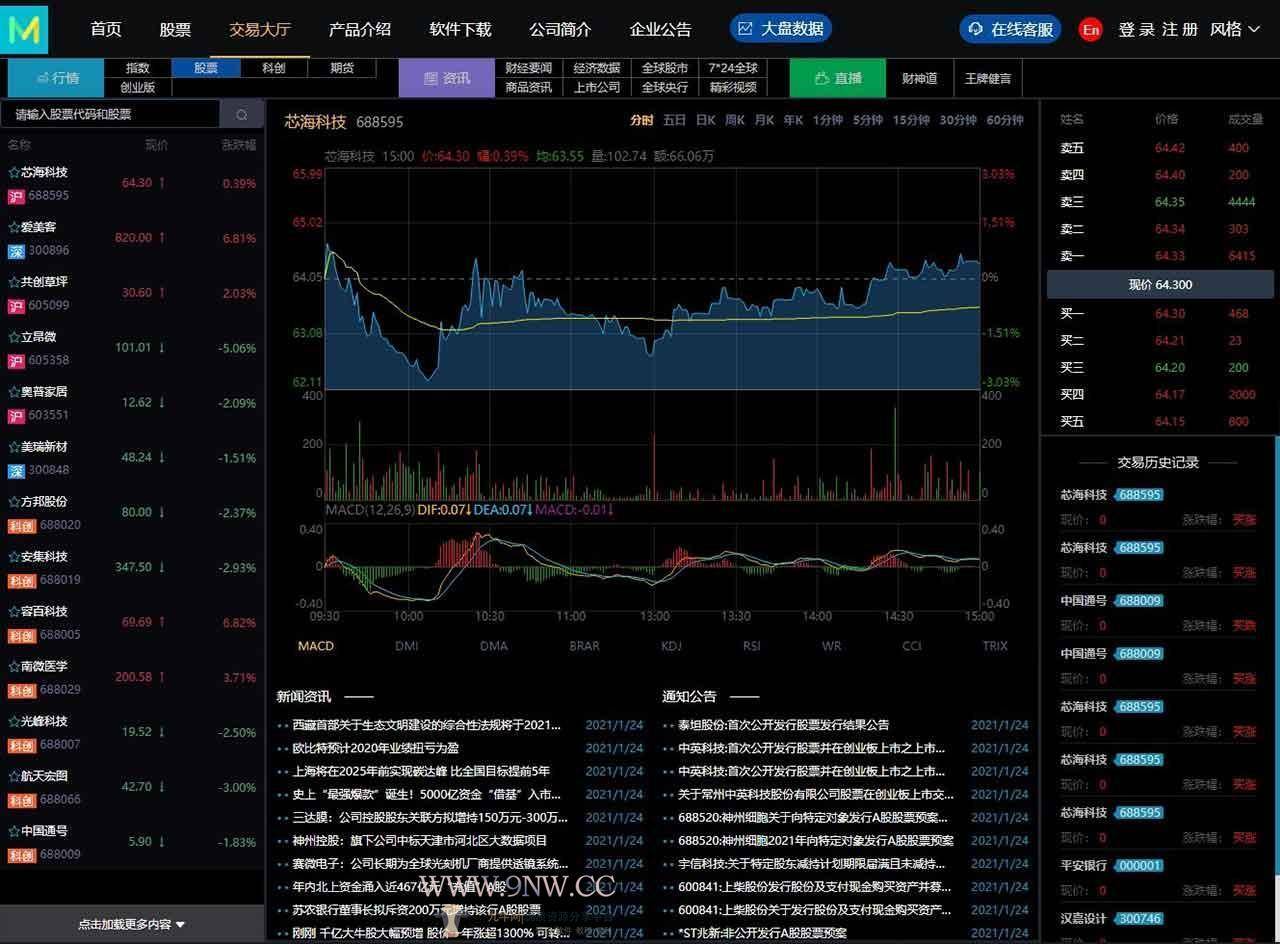 M
首页 股票 交易大厅 产品介绍 软件下载 公司简介 企业公告 大盘数据 在线客服 En 登 录 注 册 风格
行情 指数 股票 科创 期货 资讯 财经要闻 经济数据 全球股市 7*24全球 直播 财神道 王牌健言
创业版 商品资讯 上市公司 全球央行 精彩视频
请输入股票代码和股票
名称 现价 涨跌幅
芯海科技 64.30 ↑ 0.39%
沪 688595
爱美客 820.00 ↑ 6.81%
深 300896
共创草坪 30.60 ↑ 2.03%
沪 605099
立昂微 101.01 ↓ -5.06%
沪 605358
奥普家居 12.62 ↓ -2.09%
沪 603551
美瑞新材 48.24 ↓ -1.51%
深 300848
方邦股份 80.00 ↓ -2.37%
科创 688020
安集科技 347.50 ↓ -2.93%
科创 688019
容百科技 69.69 ↑ 6.82%
科创 688005
南微医学 200.58 ↑ 3.71%
科创 688029
光峰科技 19.52 ↓ -2.50%
科创 688007
航天宏图 42.70 ↓ -3.00%
科创 688066
中国通号 5.90 ↓ -1.83%
科创 688009
点击加载更多内容
芯海科技 688595 分时 五日 日K 周K 月K 年K 1分钟 5分钟 15分钟 30分钟 60分钟
芯海科技 15:00 价:64.30 幅:0.39% 均:63.55 量:102.74 额:66.06万
65.99 3.03%
65.02 1.51%
64.05 0%
63.08 -1.51%
62.11 -3.03%
400 400
200 200
0 0
MACD(12,26,9) DIF:0.07↓ DEA:0.07↓ MACD:-0.01↓
0.40 0.40
0 0
-0.40 -0.40
09:30 10:00 10:30 11:00 13:00 13:30 14:00 14:30 15:00
MACD DMI DMA BRAR KDJ RSI WR CCI TRIX
新闻资讯
西藏首部关于生态文明建设的综合性法规将于2021... 2021/1/24
欧比特预计2020年业绩扭亏为盈 2021/1/24
上海将在2025年前实现碳达峰 比全国目标提前5年 2021/1/24
史上“最强爆款”诞生！5000亿资金“借基”入市... 2021/1/24
三达膜：公司控股股东关联方拟增持150万元-300万... 2021/1/24
神州控股：旗下公司中标天津市河北区大数据项目 2021/1/24
赛微电子：公司长期为全球光刻机厂商提供透镜系统... 2021/1/24
年内北上资金涌入近467亿元 A股 2021/1/24
苏农银行董事长拟斥资200万元增持该行A股股票 2021/1/24
刚刚 千亿大牛股大幅预增 股价一年涨超1300% 可转... 2021/1/24
通知公告
泰坦股份:首次公开发行股票发行结果公告 2021/1/24
中英科技:首次公开发行股票并在创业板上市之上市... 2021/1/24
中英科技:首次公开发行股票并在创业板上市之上市... 2021/1/24
关于常州中英科技股份有限公司股票在创业板上市交... 2021/1/24
688520:神州细胞关于向特定对象发行A股股票预案... 2021/1/24
688520:神州细胞2021年向特定对象发行A股股票预案 2021/1/24
宇信科技:关于特定股东减持计划期限届满且未减持... 2021/1/24
600841:上柴股份发行股份及支付现金购买资产并募... 2021/1/24
600841:上柴股份关于发行股份及支付现金购买资产... 2021/1/24
*ST兆新:非公开发行A股股票预案 2021/1/24
WWW.9NW.CC
姓名 价格 成交量
卖五 64.42 400
卖四 64.40 200
卖三 64.35 4444
卖二 64.34 303
卖一 64.33 6415
现价 64.300
买一 64.30 468
买二 64.21 23
买三 64.20 200
买四 64.17 2000
买五 64.15 800
交易历史记录
芯海科技 688595
现价: 0 涨跌幅: 买涨
芯海科技 688595
现价: 0 涨跌幅: 买涨
中国通号 688009
现价: 0 涨跌幅: 买跌
中国通号 688009
现价: 0 涨跌幅: 买涨
芯海科技 688595
现价: 0 涨跌幅: 买涨
芯海科技 688595
现价: 0 涨跌幅: 买涨
芯海科技 688595
现价: 0 涨跌幅: 买涨
平安银行 000001
现价: 0 涨跌幅: 买涨
汉嘉设计 300746